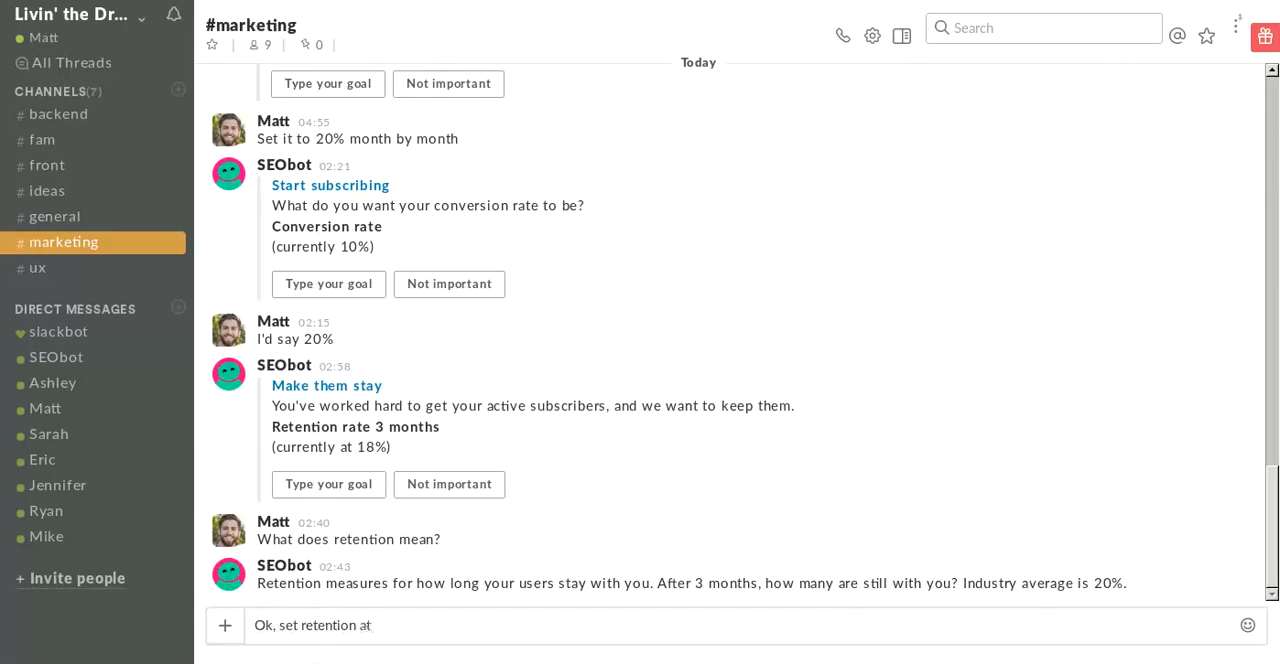 Livin' the Dr...
Matt
All Threads
CHANNELS(7)
# backend
# fam
# front
# ideas
# general
# marketing
# ux
DIRECT MESSAGES
slackbot
SEObot
Ashley
Matt
Sarah
Eric
Jennifer
Ryan
Mike
+ Invite people
#marketing
9
0
Search
Today
Type your goal Not important
Matt 04:55
Set it to 20% month by month
SEObot 02:21
Start subscribing
What do you want your conversion rate to be?
Conversion rate
(currently 10%)
Type your goal Not important
Matt 02:15
I'd say 20%
SEObot 02:58
Make them stay
You've worked hard to get your active subscribers, and we want to keep them.
Retention rate 3 months
(currently at 18%)
Type your goal Not important
Matt 02:40
What does retention mean?
SEObot 02:43
Retention measures for how long your users stay with you. After 3 months, how many are still with you? Industry average is 20%.
Ok, set retention at